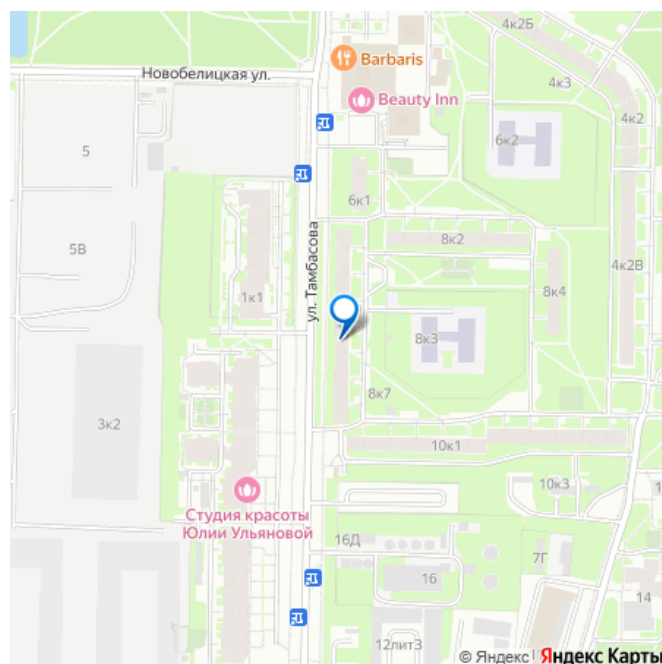 4к2Б
Barbaris
Новобелицкая ул.
4к3
Beauty Inn
4к2
5
6к2
6к1
ул. Тамбасова
8к2
5В
4к2В
1к1
8к4
8к3
8к7
3к2
10к1
10к3
Студия красоты
Юлии Ульяновой
16Д
7Г
16
14
12лит3
© Яндекс
Яндекс Карты